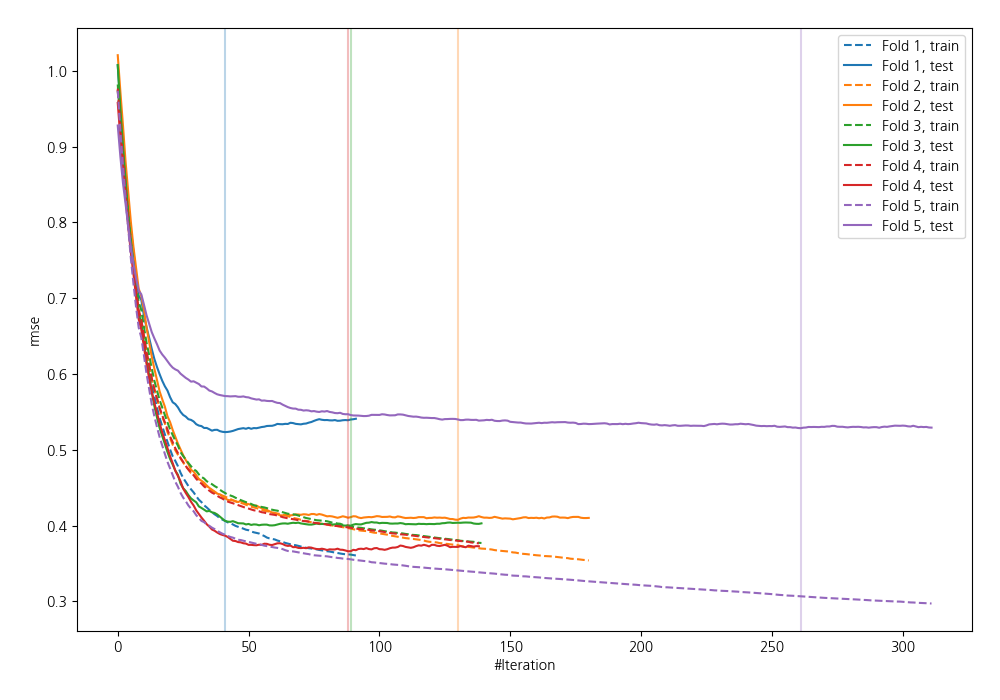 1.0
0.9
0.8
0.7
0.6
0.5
0.4
0.3
rmse
0 50 100 150 200 250 300
#Iteration
Fold 1, train
Fold 1, test
Fold 2, train
Fold 2, test
Fold 3, train
Fold 3, test
Fold 4, train
Fold 4, test
Fold 5, train
Fold 5, test